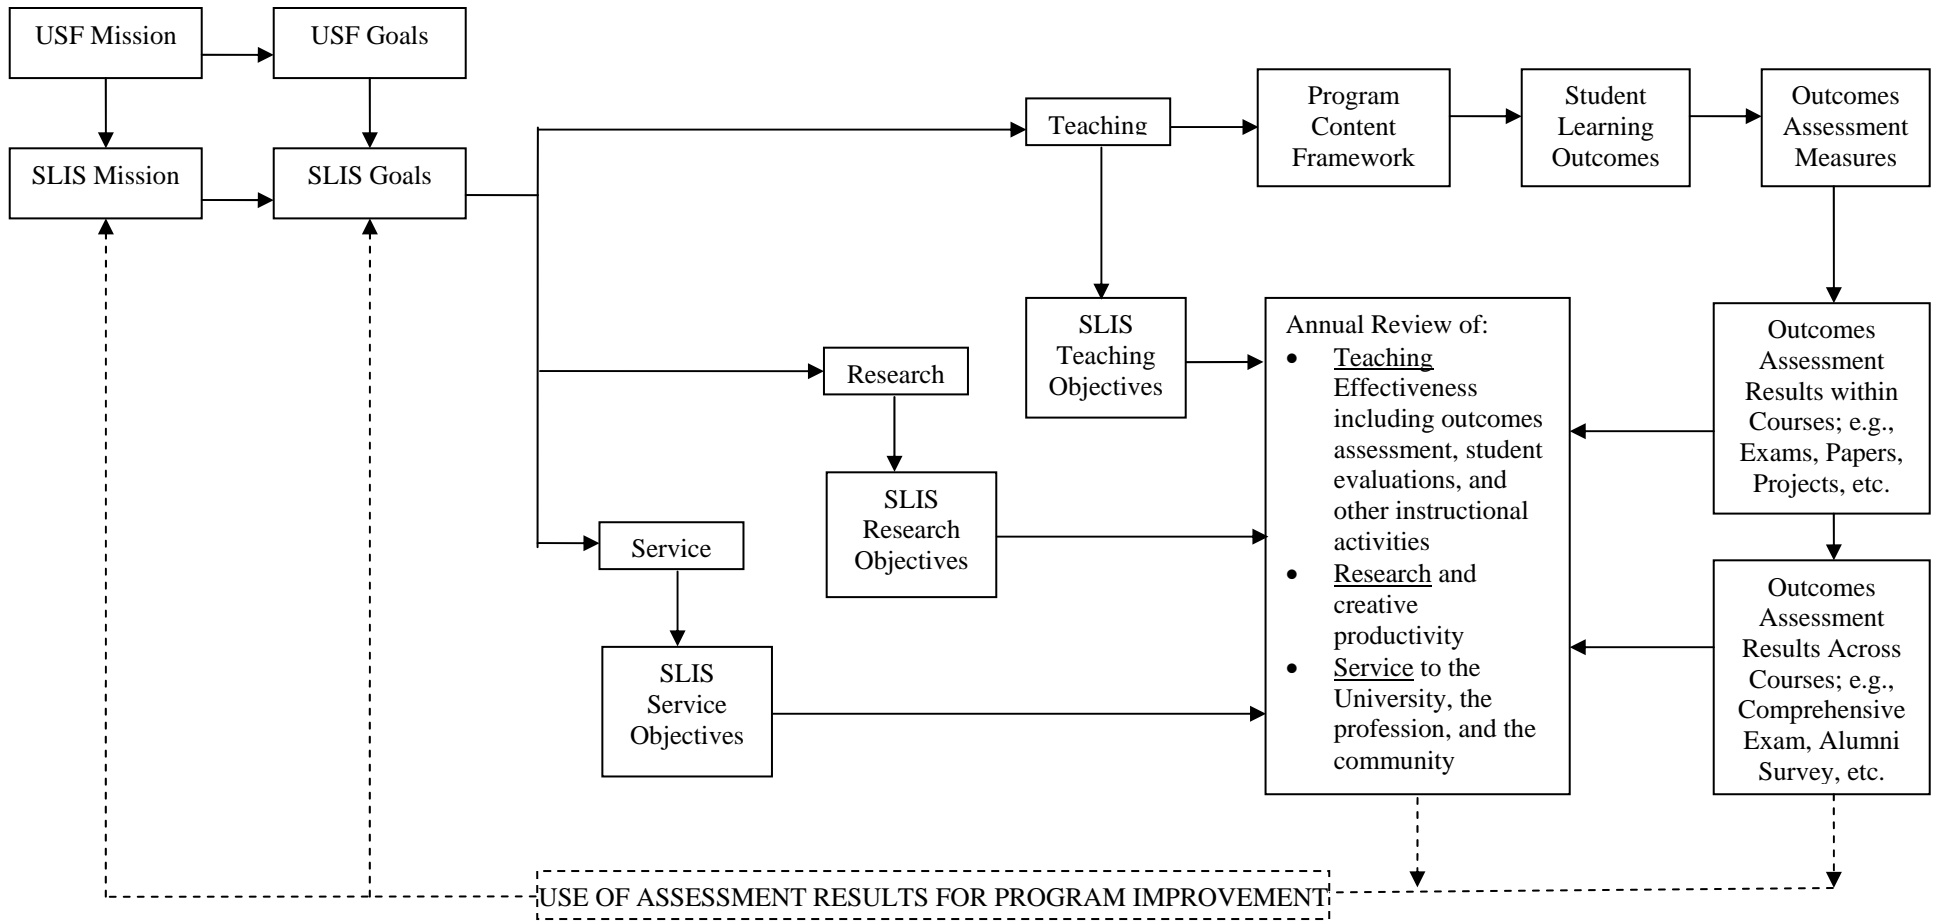 USF Mission
USF Goals
SLIS Mission
SLIS Goals
Teaching
Program
Content
Framework
Student
Learning
Outcomes
Outcomes
Assessment
Measures
SLIS
Teaching
Objectives
Research
SLIS
Research
Objectives
Service
SLIS
Service
Objectives
Annual Review of:
• Teaching
Effectiveness
including outcomes
assessment, student
evaluations, and
other instructional
activities
• Research and
creative
productivity
• Service to the
University, the
profession, and the
community
Outcomes
Assessment
Results within
Courses; e.g.,
Exams, Papers,
Projects, etc.
Outcomes
Assessment
Results Across
Courses; e.g.,
Comprehensive
Exam, Alumni
Survey, etc.
USE OF ASSESSMENT RESULTS FOR PROGRAM IMPROVEMENT